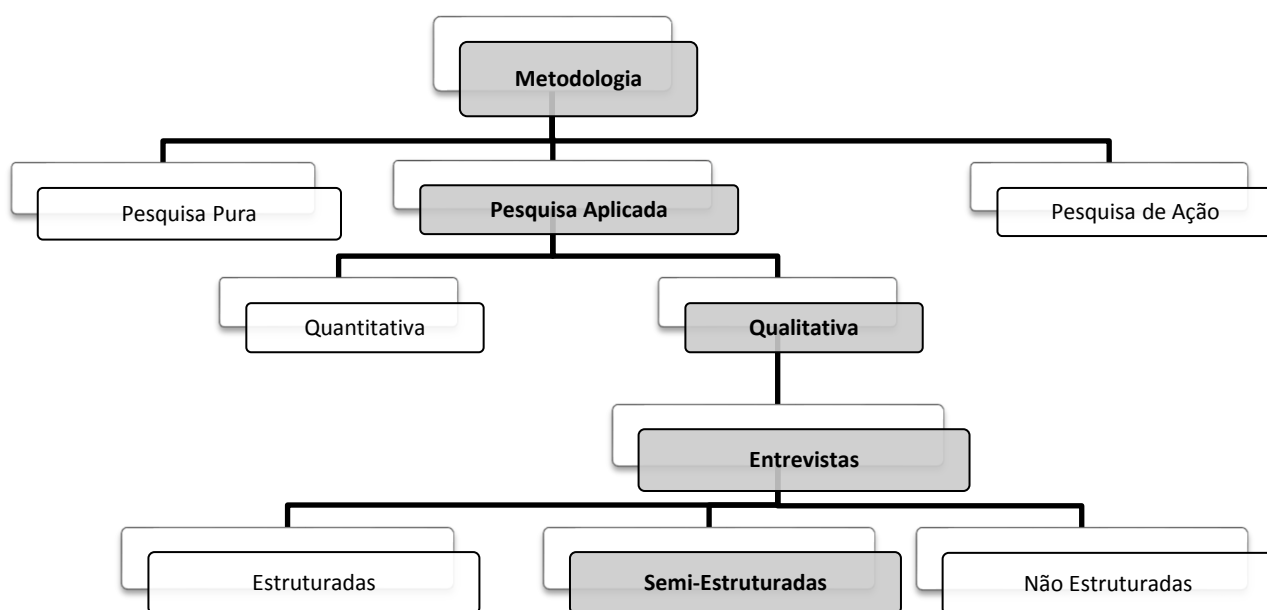 Metodologia
Pesquisa Pura
Pesquisa Aplicada
Pesquisa de Ação
Quantitativa
Qualitativa
Entrevistas
Estruturadas
Semi-Estruturadas
Não Estruturadas